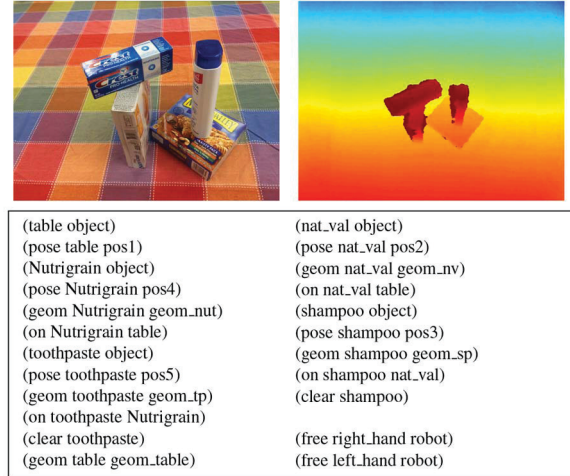 Crest
PRO-HEALTH
(table object)
(pose table pos1)
(Nutrigrain object)
(pose Nutrigrain pos4)
(geom Nutrigrain geom_nut)
(on Nutrigrain table)
(toothpaste object)
(pose toothpaste pos5)
(geom toothpaste geom_tp)
(on toothpaste Nutrigrain)
(clear toothpaste)
(geom table geom_table)
(nat_val object)
(pose nat_val pos2)
(geom nat_val geom_nv)
(on nat_val table)
(shampoo object)
(pose shampoo pos3)
(geom shampoo geom_sp)
(on shampoo nat_val)
(clear shampoo)
(free right_hand robot)
(free left_hand robot)